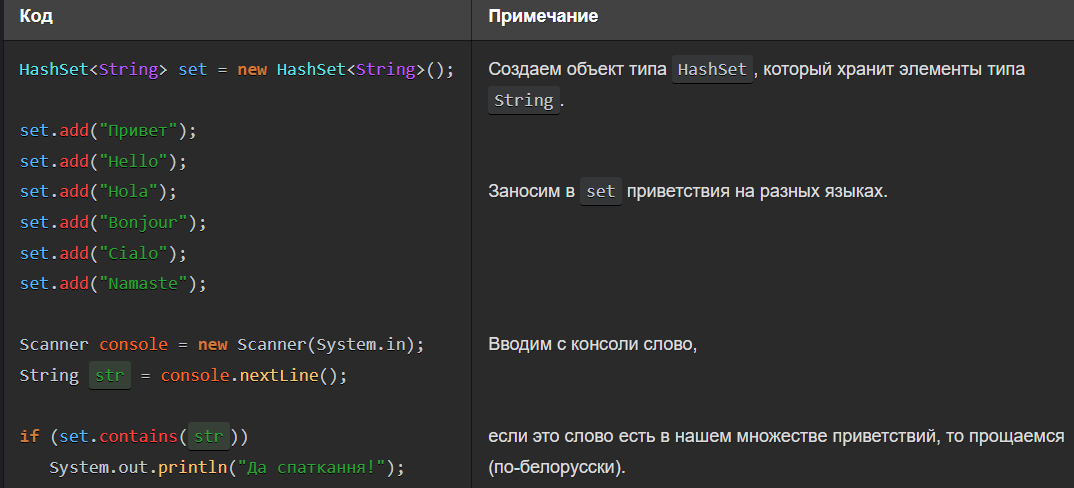 Код
Примечание
HashSet<String> set = new HashSet<String>();
Создаем объект типа HashSet, который хранит элементы типа
String.
set.add("Привет");
set.add("Hello");
set.add("Hola");
Заносим в set приветствия на разных языках.
set.add("Bonjour");
set.add("Cialo");
set.add("Namaste");
Scanner console = new Scanner(System.in);
Вводим с консоли слово,
String str = console.nextLine();
if (set.contains(str))
если это слово есть в нашем множестве приветствий, то прощаемся
System.out.println("Да спаткання!");
(по-белорусски).